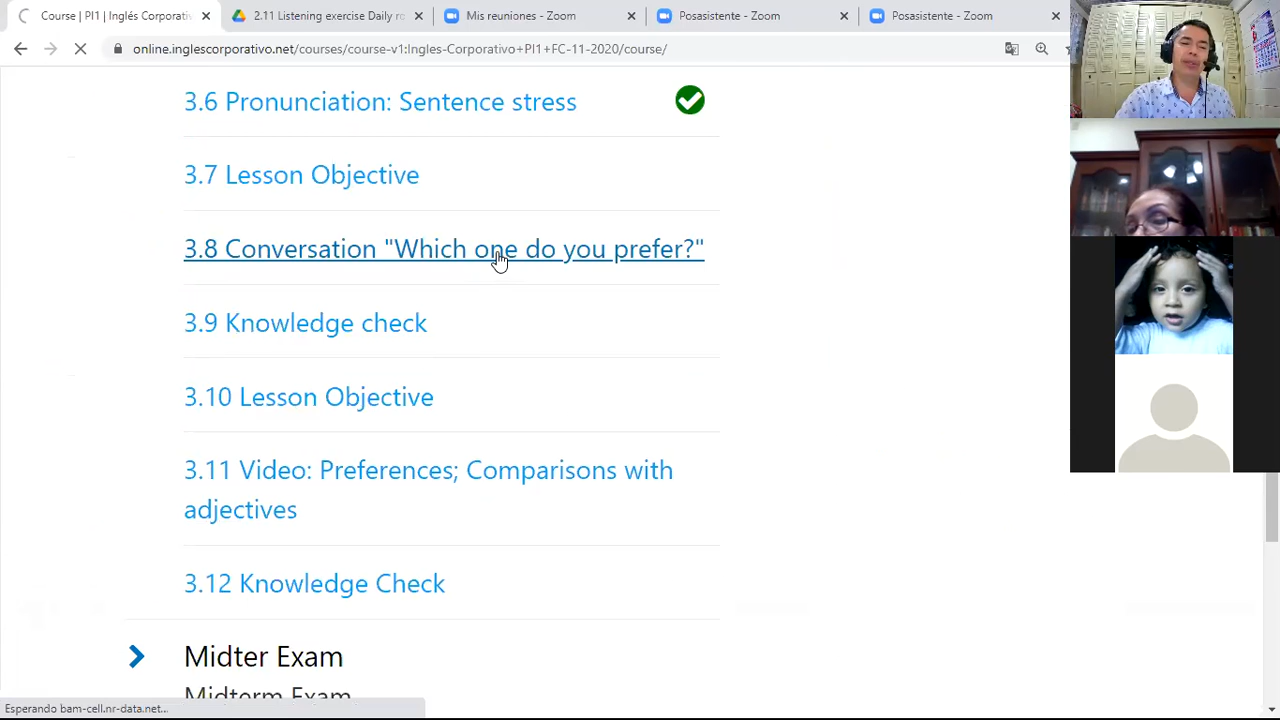 Course | PI1 | Inglés Corporativ
2.11 Listening exercise Daily ro
Mis reuniones - Zoom
Posasistente - Zoom
Posasistente - Zoom
online.inglescorporativo.net/courses/course-v1:Ingles-Corporativo+PI1+FC-11-2020/course/
3.6 Pronunciation: Sentence stress
3.7 Lesson Objective
3.8 Conversation "Which one do you prefer?"
3.9 Knowledge check
3.10 Lesson Objective
3.11 Video: Preferences; Comparisons with
adjectives
3.12 Knowledge Check
Midter Exam
Midterm Exam
Esperando bam-cell.nr-data.net...